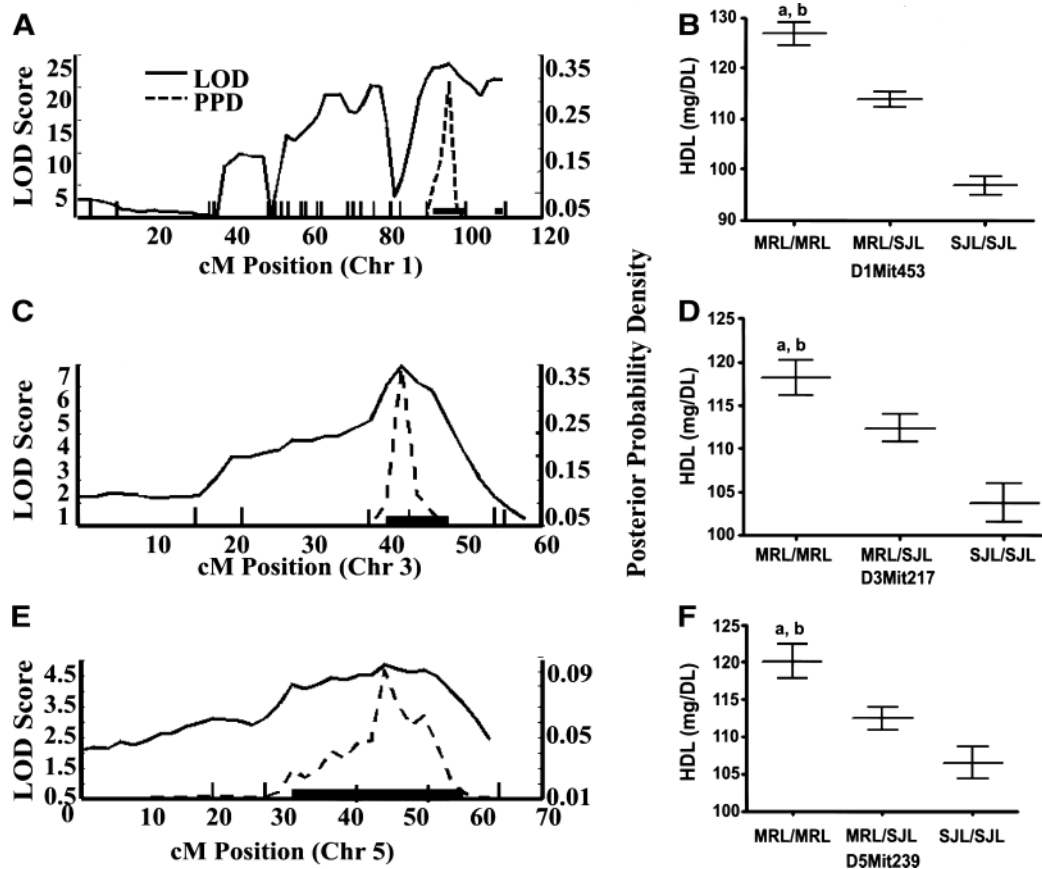 A
LOD Score
25
20
15
10
5
LOD
PPD
0.35
0.25
0.15
0.05
20 40 60 80 100 120
cM Position (Chr 1)
B
HDL (mg/DL)
130
120
110
100
90
a, b
MRL/MRL MRL/SJL SJL/SJL
D1Mit453
C
LOD Score
7
6
5
4
3
2
1
0.35
0.25
0.15
0.05
10 20 30 40 50 60
cM Position (Chr 3)
Posterior Probability Density
D
HDL (mg/DL)
125
120
115
110
105
100
a, b
MRL/MRL MRL/SJL SJL/SJL
D3Mit217
E
LOD Score
4.5
3.5
2.5
1.5
0.5
0.09
0.05
0.01
0 10 20 30 40 50 70
cM Position (Chr 5)
F
HDL (mg/DL)
125
120
115
110
105
100
a, b
MRL/MRL MRL/SJL SJL/SJL
D5Mit239